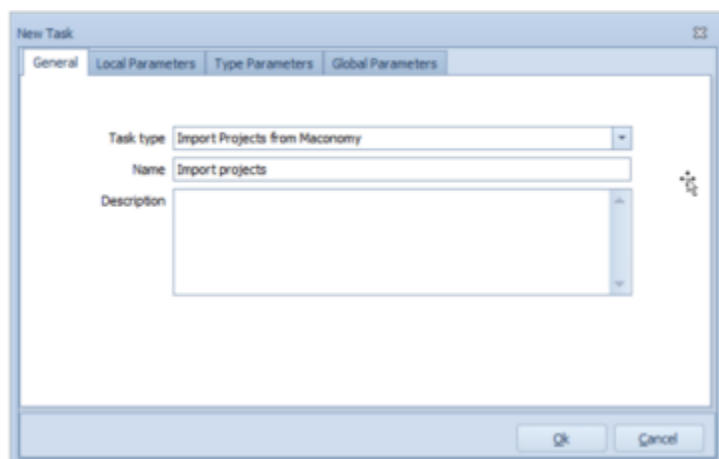 New Task
General Local Parameters Type Parameters Global Parameters
Task type Import Projects from Maconomy
Name Import projects
Description
Ok Cancel